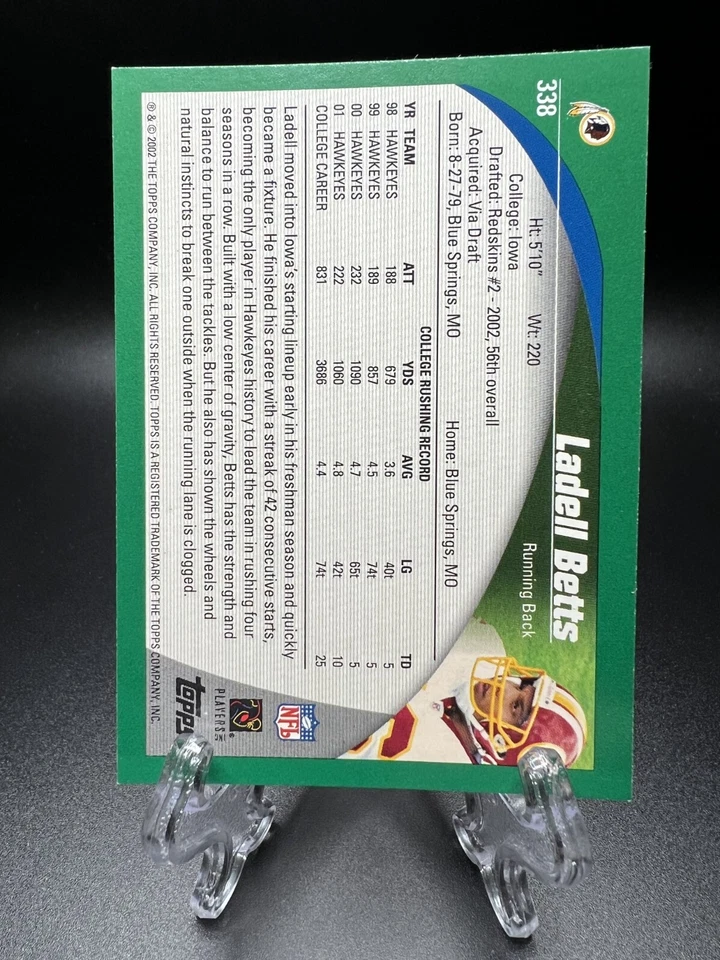 338
Ladell Betts
Running Back
Ht: 5'10" Wt: 220
College: Iowa
Drafted: Redskins #2 - 2002, 56th overall
Acquired: Via Draft
Born: 8-27-79, Blue Springs, MO Home: Blue Springs, MO
COLLEGE RUSHING RECORD
YR TEAM ATT YDS AVG LG TD
98 HAWKEYES 188 679 3.6 40t 5
99 HAWKEYES 189 857 4.5 74t 5
00 HAWKEYES 232 1090 4.7 65t 5
01 HAWKEYES 222 1060 4.8 42t 10
COLLEGE CAREER 831 3686 4.4 74t 25
Ladell moved into Iowa's starting lineup early in his freshman season and quickly
became a fixture. He finished his career with a streak of 42 consecutive starts,
becoming the only player in Hawkeyes history to lead the team in rushing four
seasons in a row. Built with a low center of gravity, Betts has the strength and
balance to run between the tackles. But he also has shown the wheels and
natural instincts to break one outside when the running lane is clogged.
® & © 2002 THE TOPPS COMPANY, INC. ALL RIGHTS RESERVED. TOPPS IS A REGISTERED TRADEMARK OF THE TOPPS COMPANY, INC.
NFL
PLAYERS INC
topps